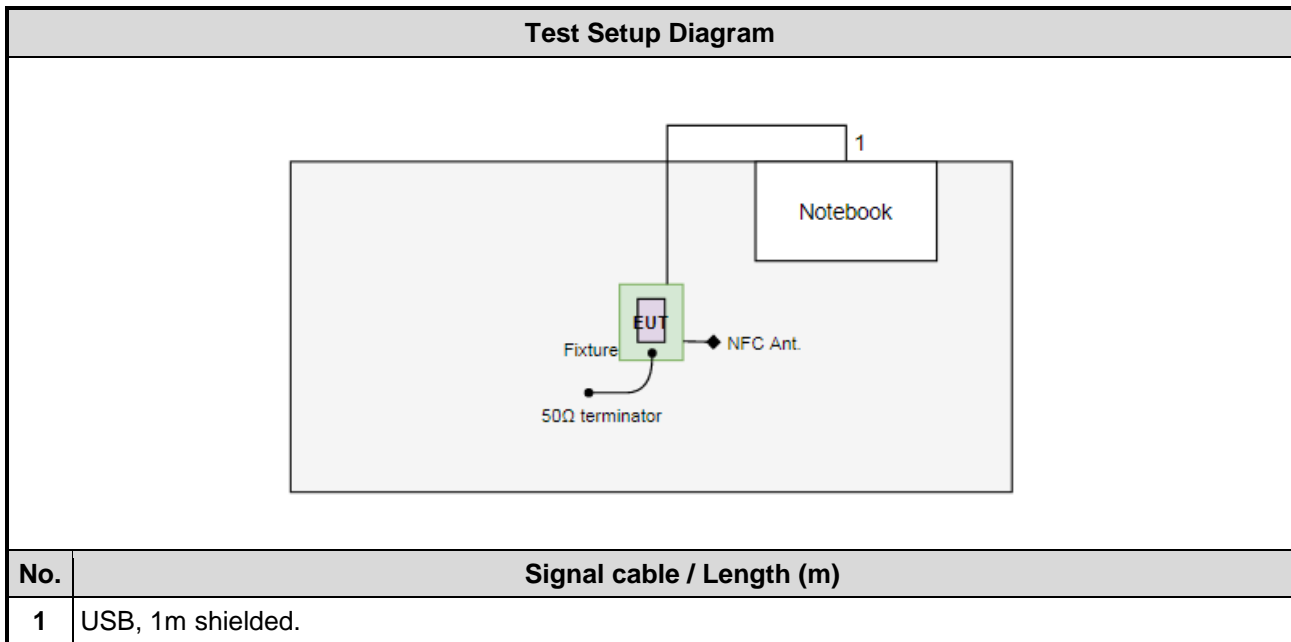 Test Setup Diagram
1
Notebook
EUT
Fixture
NFC Ant.
50Ω terminator
No. Signal cable / Length (m)
1 USB, 1m shielded.